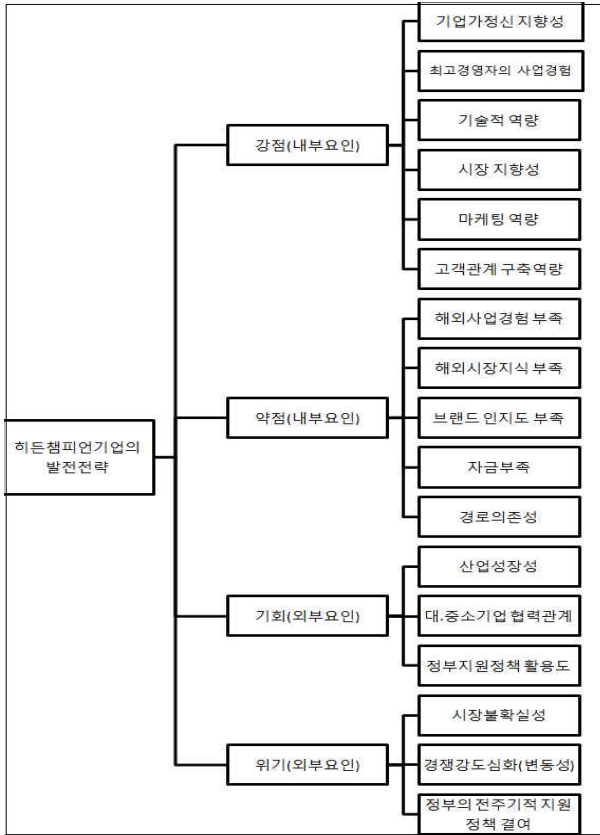 히든챔피언기업의
발전전략
강점(내부요인)
기업가정신 지향성
최고경영자의 사업경험
기술적 역량
시장 지향성
마케팅 역량
고객관계 구축역량
약점(내부요인)
해외사업경험 부족
해외시장지식 부족
브랜드 인지도 부족
자금부족
경로의존성
기회(외부요인)
산업성장성
대.중소기업 협력관계
정부지원정책 활용도
위기(외부요인)
시장불확실성
경쟁강도심화(변동성)
정부의 전주기적 지원
정책 결여